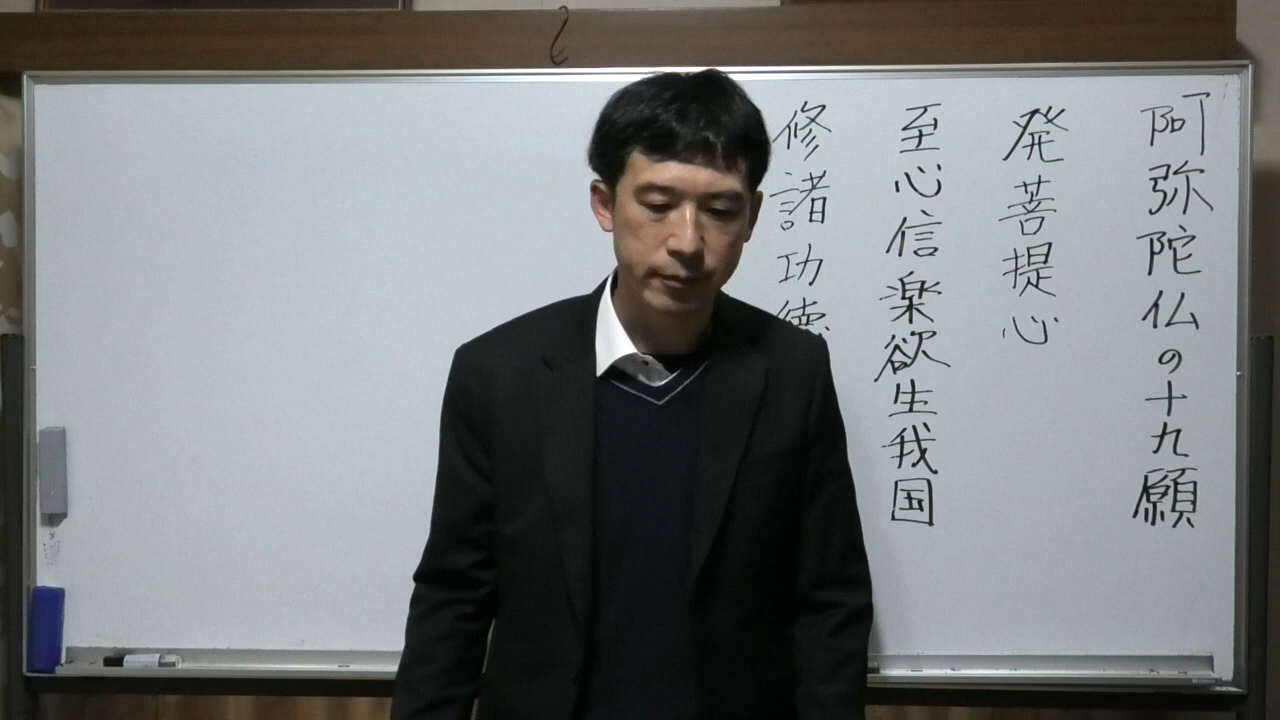 阿弥陀仏の十九願
発菩提心
至心信楽欲生我国
修諸功徳